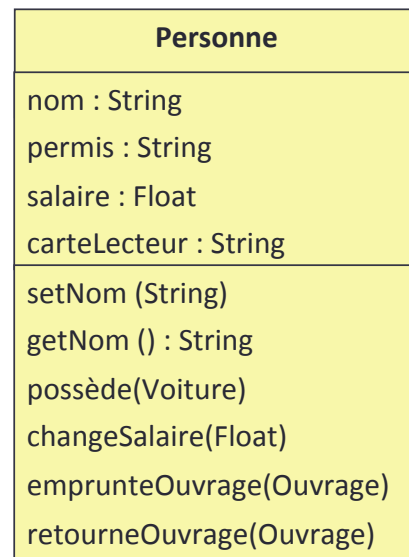 Personne
nom : String
permis : String
salaire : Float
carteLecteur : String
setNom (String)
getNom () : String
possède(Voiture)
changeSalaire(Float)
emprunteOuvrage(Ouvrage)
retourneOuvrage(Ouvrage)